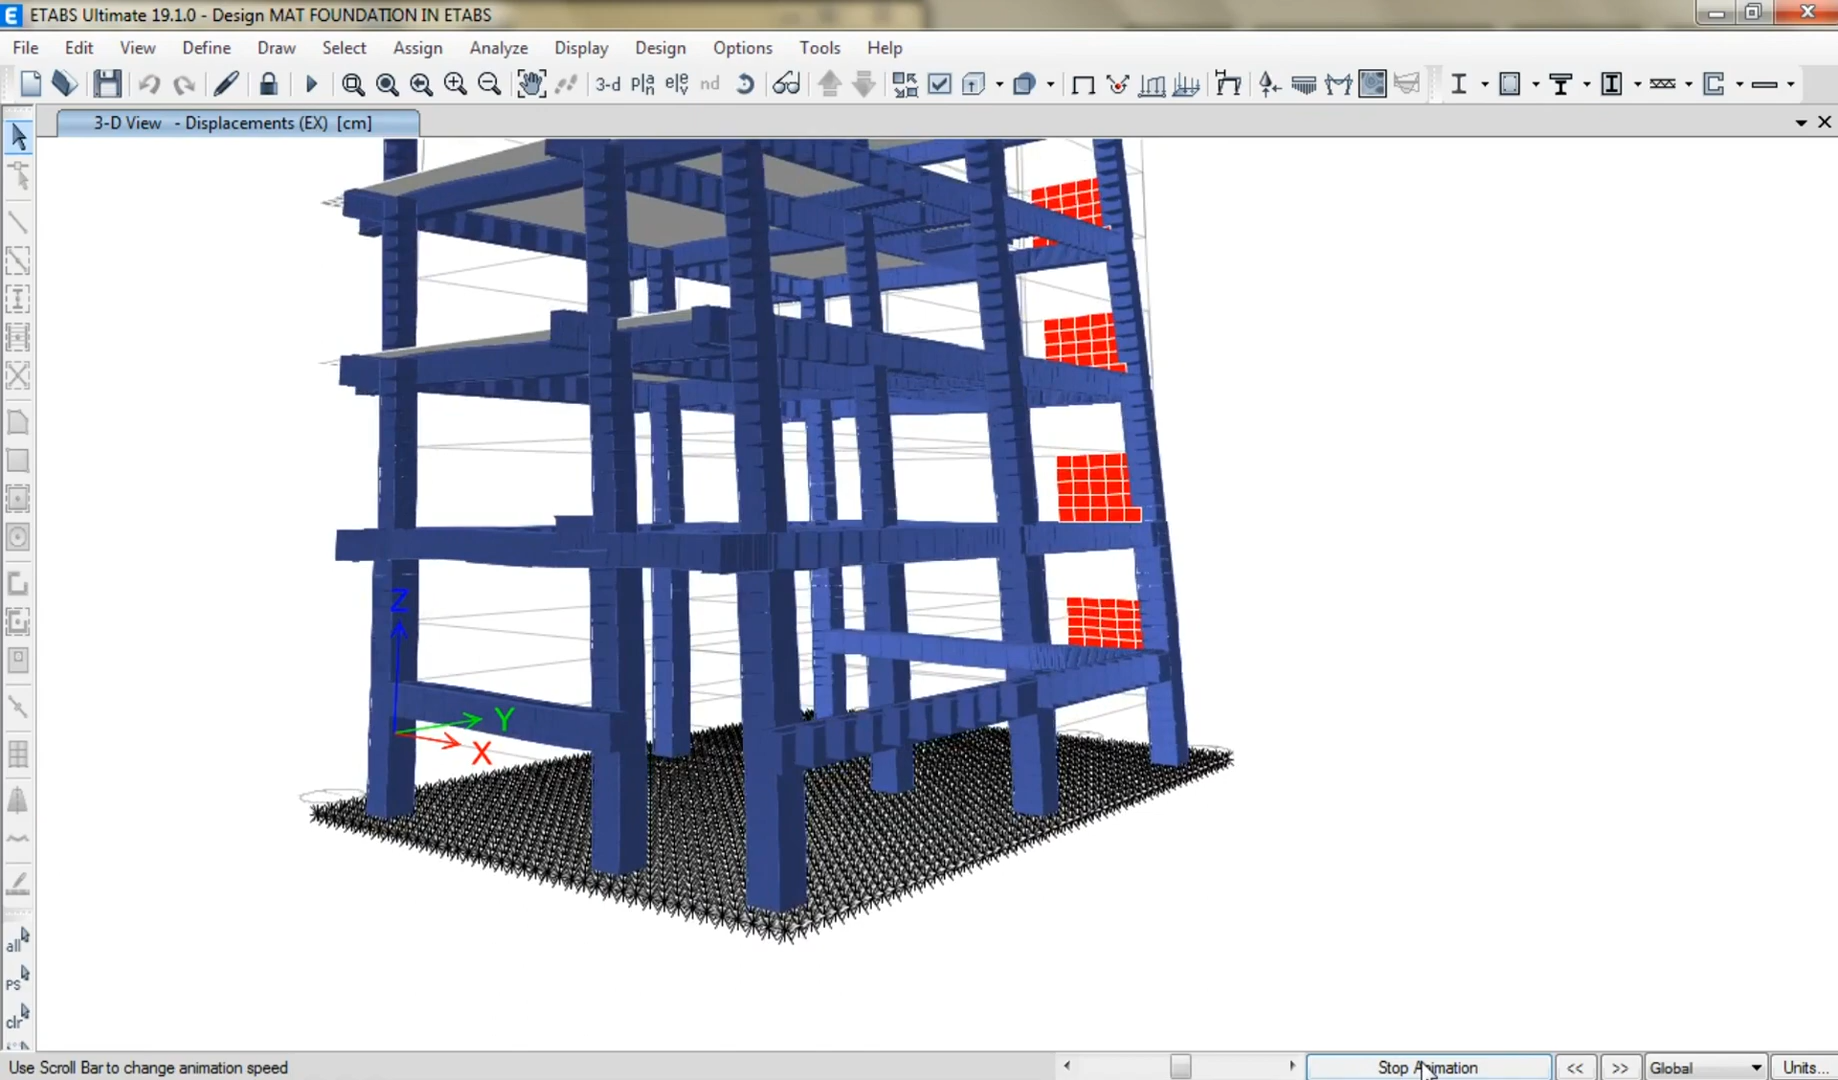 ETABS Ultimate 19.1.0 - Design MAT FOUNDATION IN ETABS
File Edit View Define Draw Select Assign Analyze Display Design Options Tools Help
3-d nd
3-D View - Displacements (EX) [cm]
Z
Y
X
all
PS
clr
Use Scroll Bar to change animation speed
Stop Animation
<< >>
Global
Units...